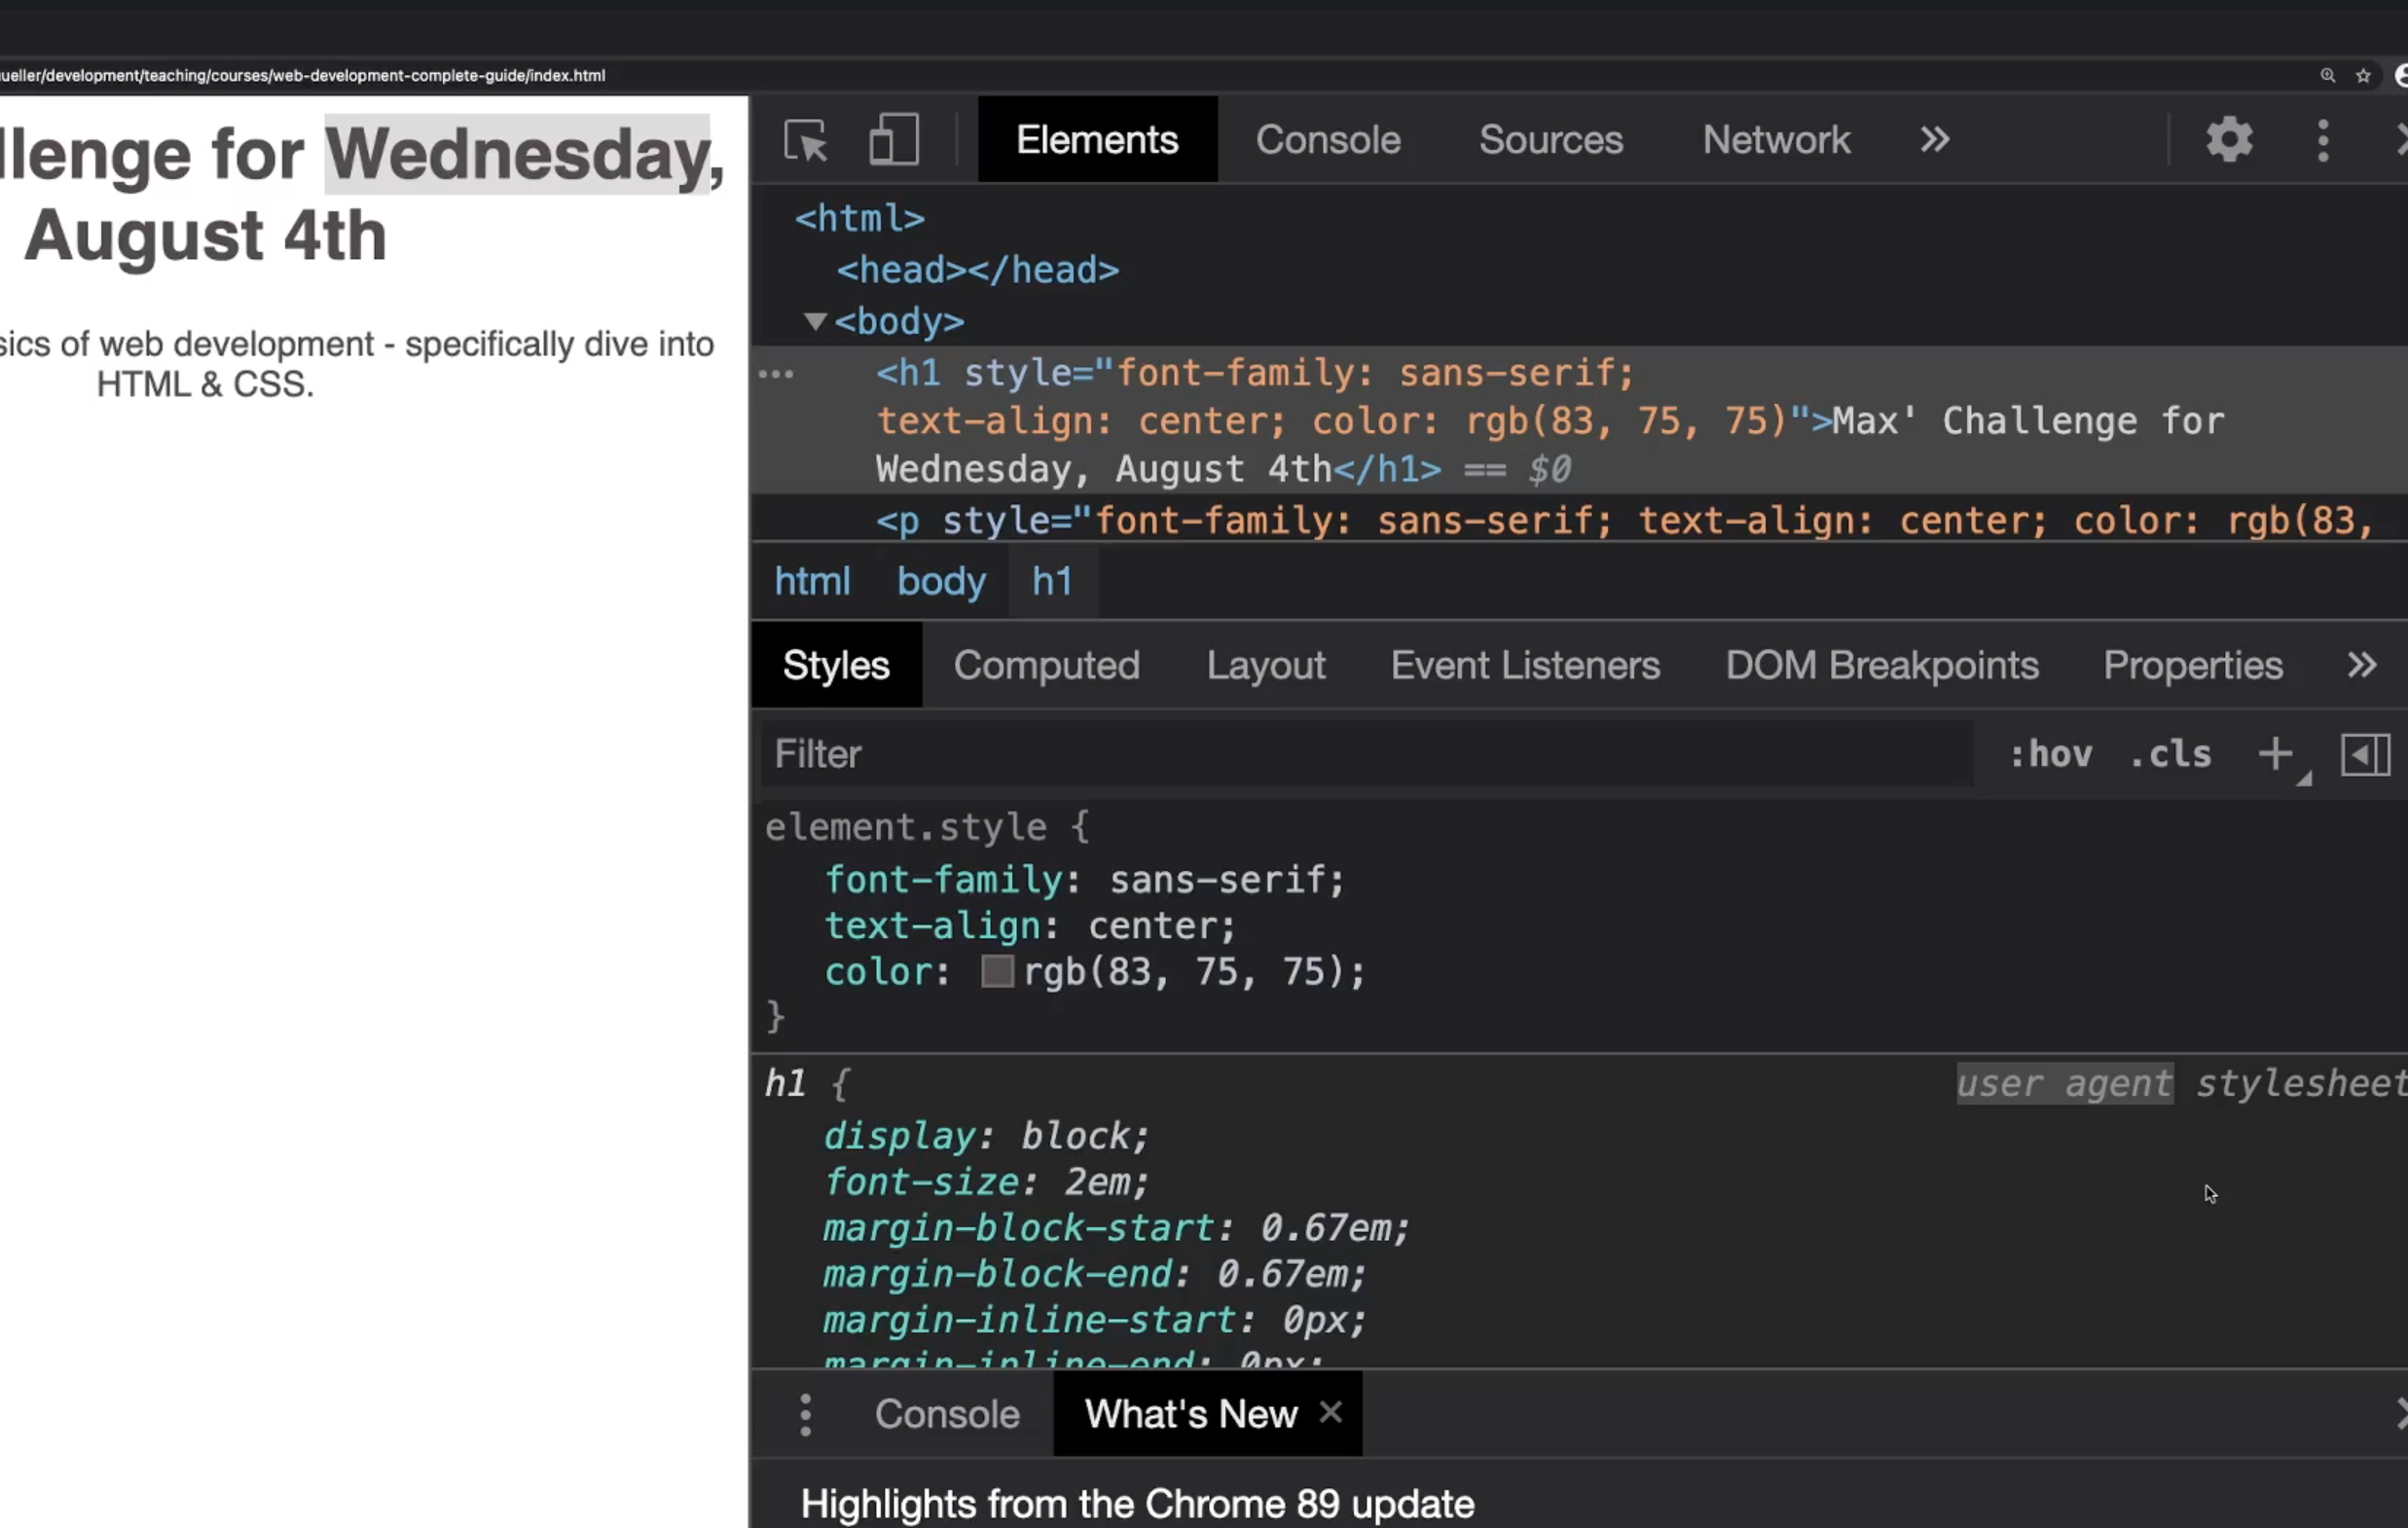 ueller/development/teaching/courses/web-development-complete-guide/index.html
llenge for Wednesday,
August 4th
sics of web development - specifically dive into
HTML & CSS.
Elements Console Sources Network »
<html>
<head></head>
▼<body>
••• <h1 style="font-family: sans-serif;
text-align: center; color: rgb(83, 75, 75)">Max' Challenge for
Wednesday, August 4th</h1> == $0
<p style="font-family: sans-serif; text-align: center; color: rgb(83,
html body h1
Styles Computed Layout Event Listeners DOM Breakpoints Properties »
Filter :hov .cls +
element.style {
font-family: sans-serif;
text-align: center;
color: rgb(83, 75, 75);
}
h1 { user agent stylesheet
display: block;
font-size: 2em;
margin-block-start: 0.67em;
margin-block-end: 0.67em;
margin-inline-start: 0px;
margin-inline-end: 0px;
Console What's New ×
Highlights from the Chrome 89 update